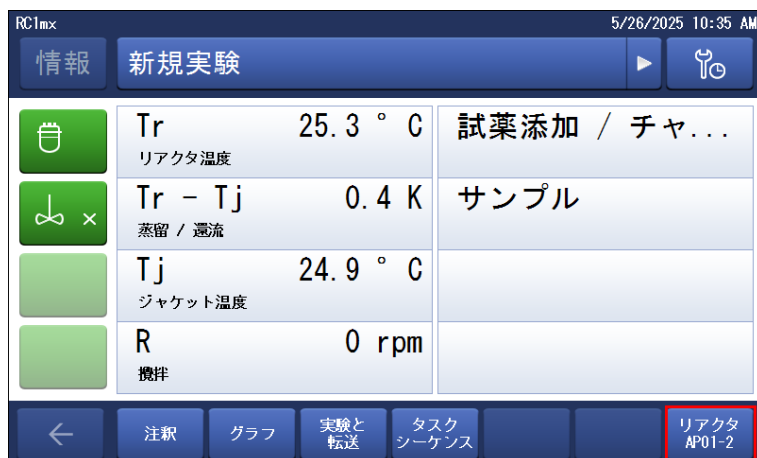 RC1mx 5/26/2025 10:35 AM
情報 新規実験
Tr 25.3 °C 試薬添加 / チャ...
リアクタ温度
Tr - Tj 0.4 K サンプル
蒸留 / 還流
Tj 24.9 °C
ジャケット温度
R 0 rpm
攪拌
注釈 グラフ 実験と タスク リアクタ
転送 シーケンス AP01-2